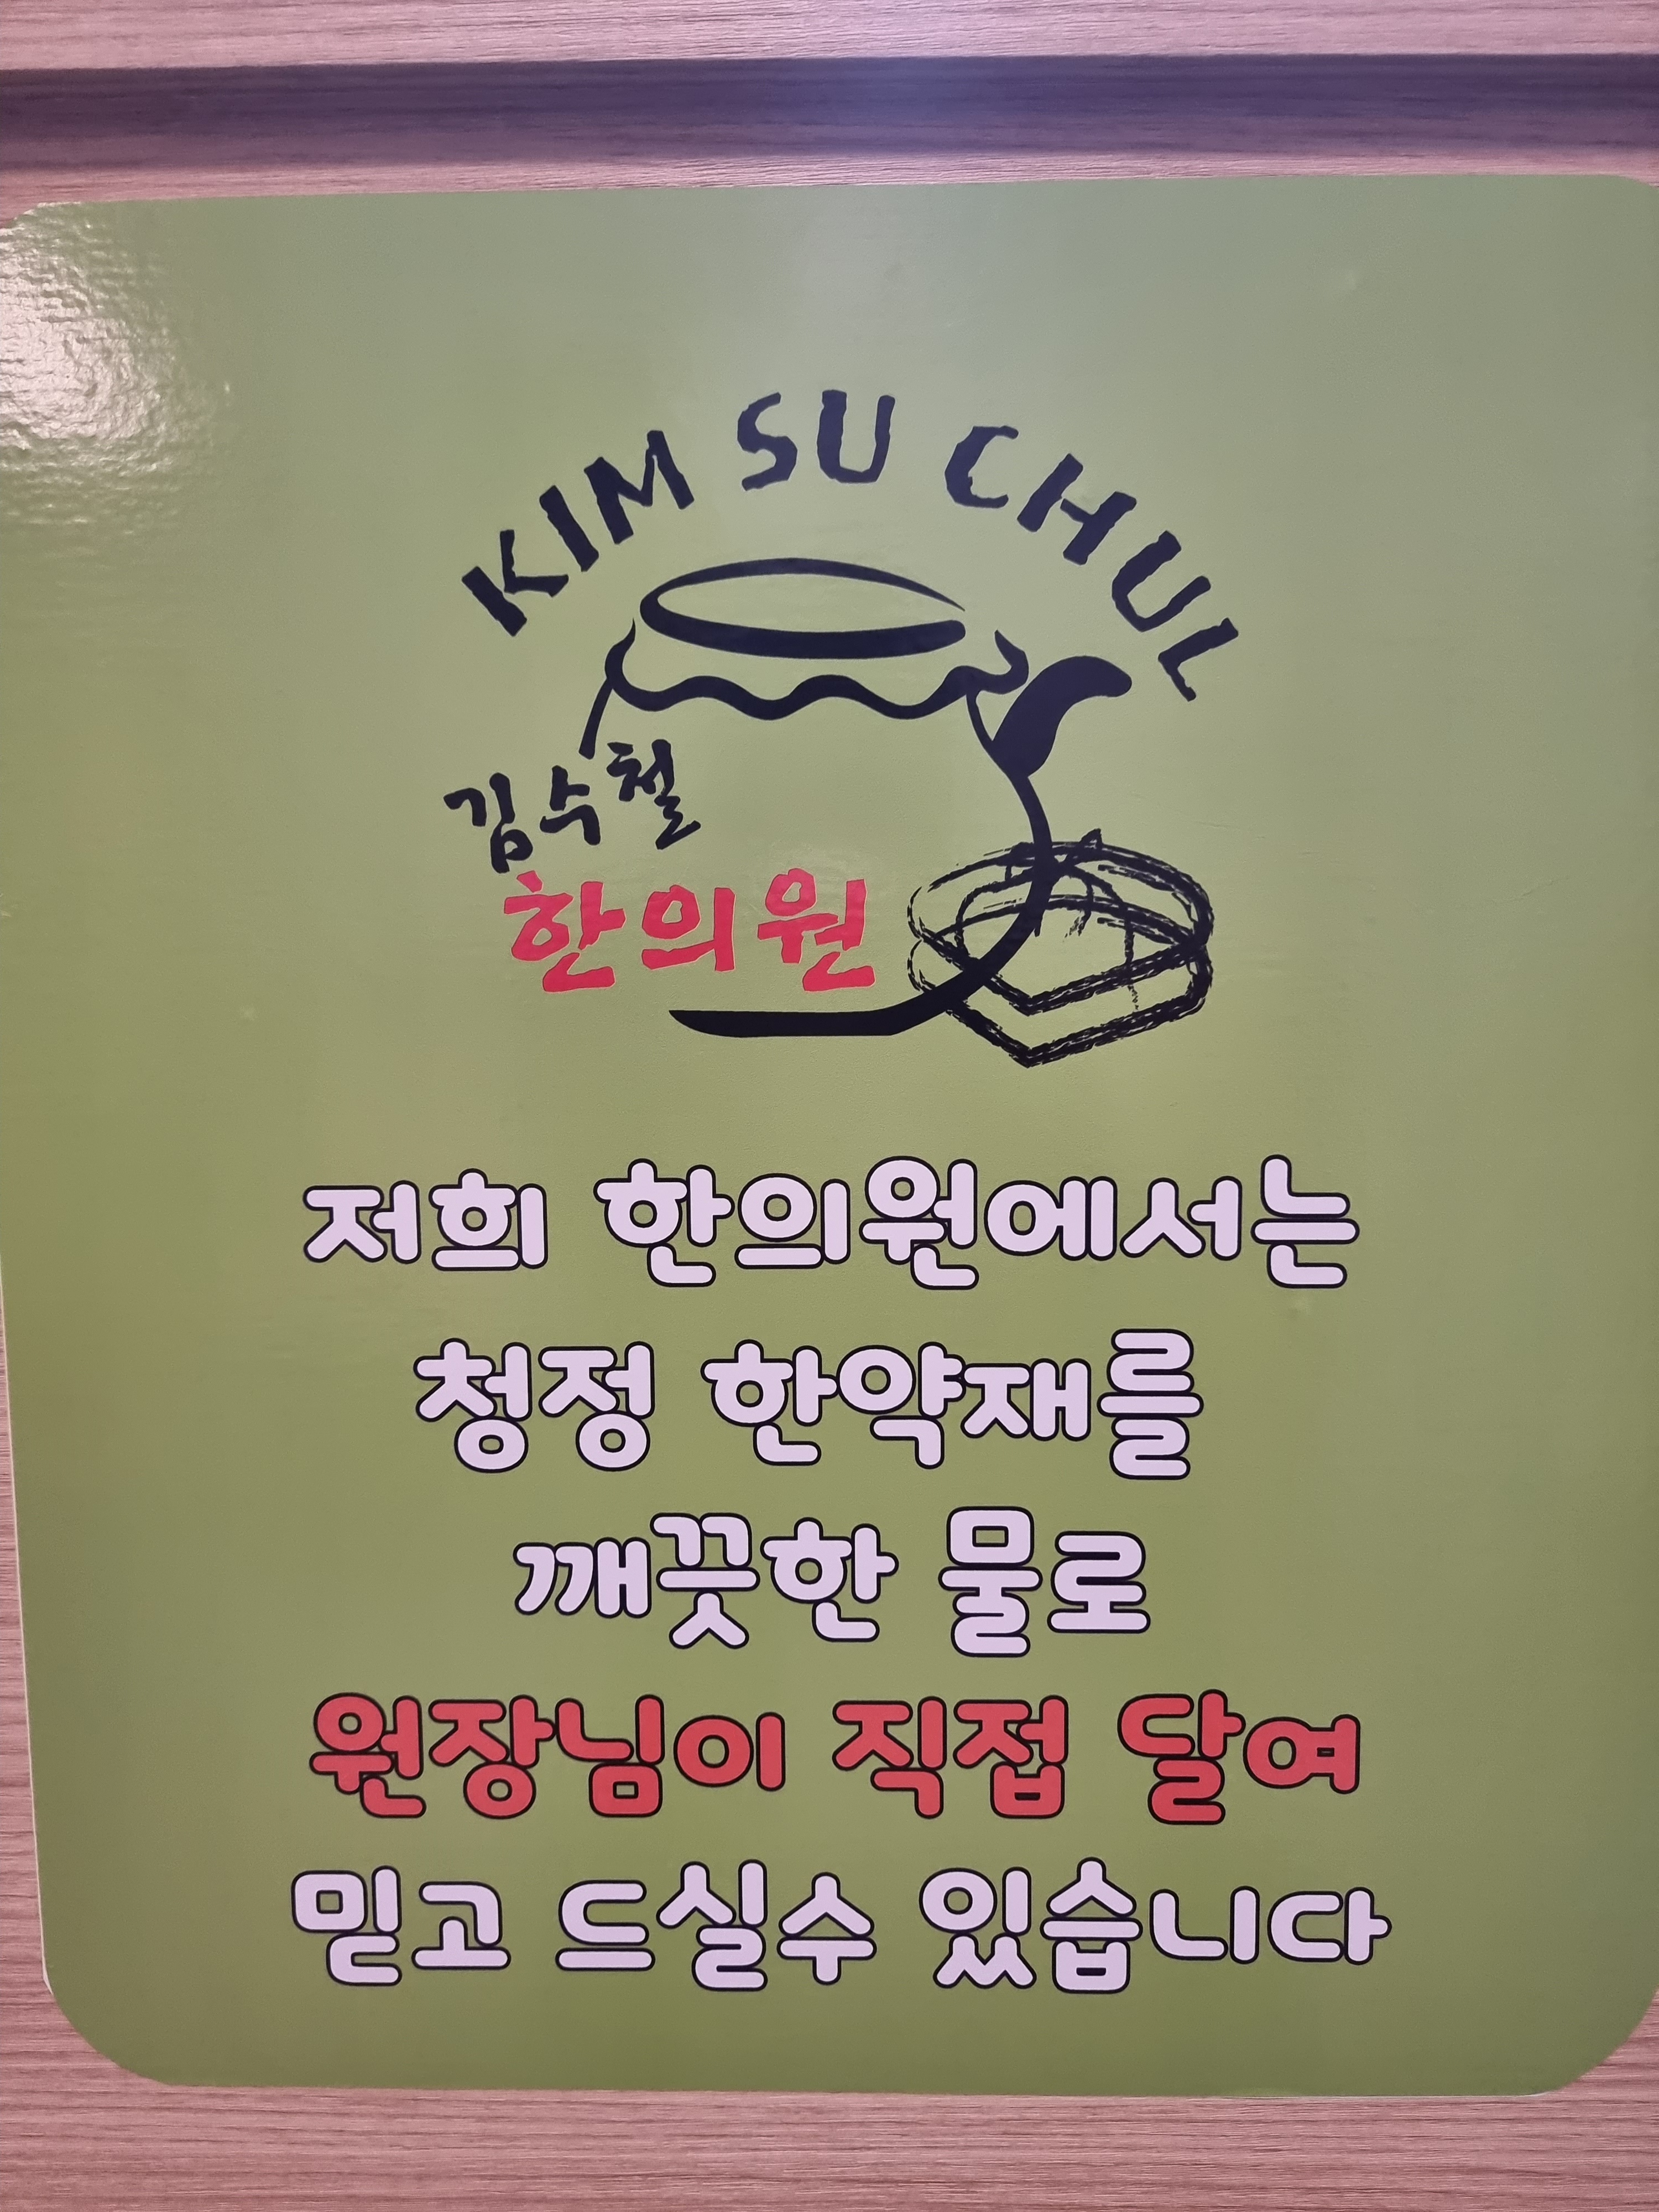 KIM SU CHUL
김수철
한의원
저희 한의원에서는
청정 한약재를
깨끗한 물로
원장님이 직접 달여
믿고 드실수 있습니다